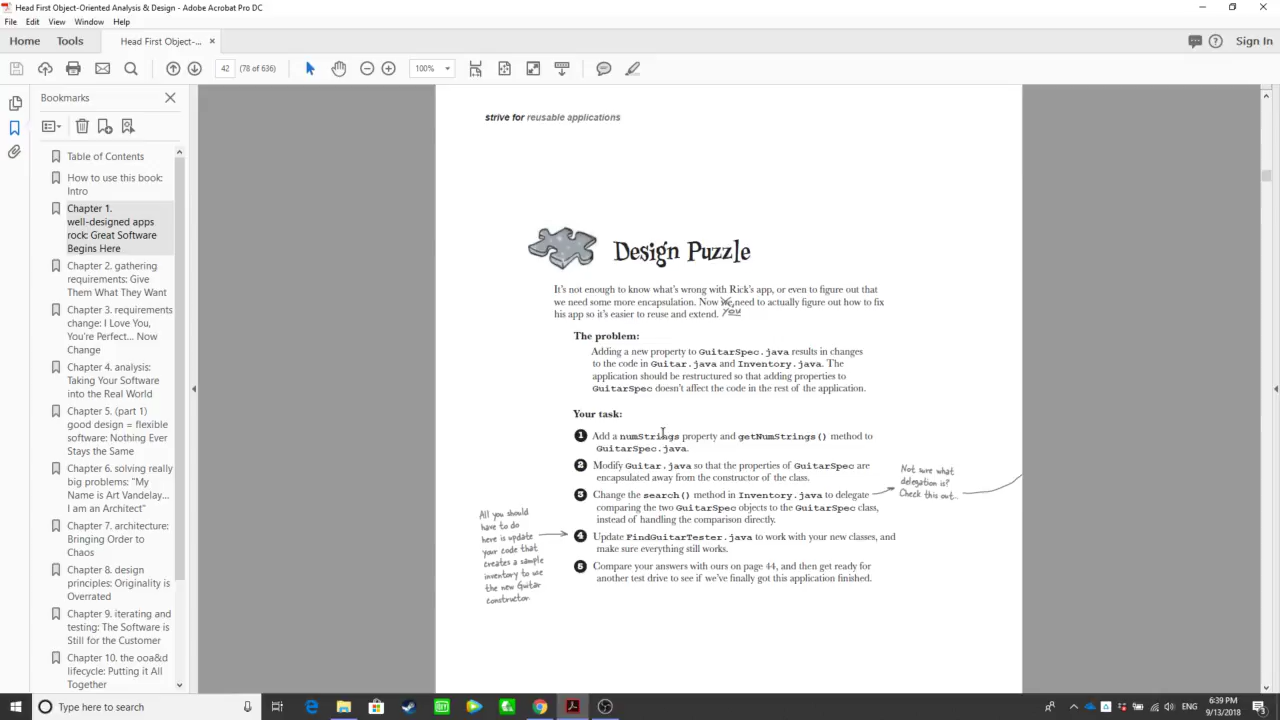 Head First Object-Oriented Analysis & Design - Adobe Acrobat Pro DC
File Edit View Window Help
Home Tools Head First Object-... ×
Sign In
42 (78 of 636) 100%
Bookmarks
Table of Contents
How to use this book:
Intro
Chapter 1.
well-designed apps
rock: Great Software
Begins Here
Chapter 2. gathering
requirements: Give
Them What They Want
Chapter 3. requirements
change: I Love You,
You're Perfect... Now
Change
Chapter 4. analysis:
Taking Your Software
into the Real World
Chapter 5. (part 1)
good design = flexible
software: Nothing Ever
Stays the Same
Chapter 6. solving really
big problems: "My
Name is Art Vandelay...
I am an Architect"
Chapter 7. architecture:
Bringing Order to
Chaos
Chapter 8. design
principles: Originality is
Overrated
Chapter 9. iterating and
testing: The Software is
Still for the Customer
Chapter 10. the ooa&d
lifecycle: Putting it All
Together
strive for reusable applications
Design Puzzle
It's not enough to know what's wrong with Rick's app, or even to figure out that
we need some more encapsulation. Now we need to actually figure out how to fix
his app so it's easier to reuse and extend. You
The problem:
Adding a new property to GuitarSpec.java results in changes
to the code in Guitar.java and Inventory.java. The
application should be restructured so that adding properties to
GuitarSpec doesn't affect the code in the rest of the application.
Your task:
1 Add a numStrings property and getNumStrings() method to
GuitarSpec.java.
2 Modify Guitar.java so that the properties of GuitarSpec are
encapsulated away from the constructor of the class.
3 Change the search() method in Inventory.java to delegate
comparing the two GuitarSpec objects to the GuitarSpec class,
instead of handling the comparison directly.
4 Update FindGuitarTester.java to work with your new classes, and
make sure everything still works.
5 Compare your answers with ours on page 44, and then get ready for
another test drive to see if we've finally got this application finished.
Not sure what
delegation is?
Check this out...
All you should
have to do
here is update
your code that
creates a sample
inventory to use
the new Guitar
constructor.
Type here to search
ENG
6:39 PM
9/13/2018